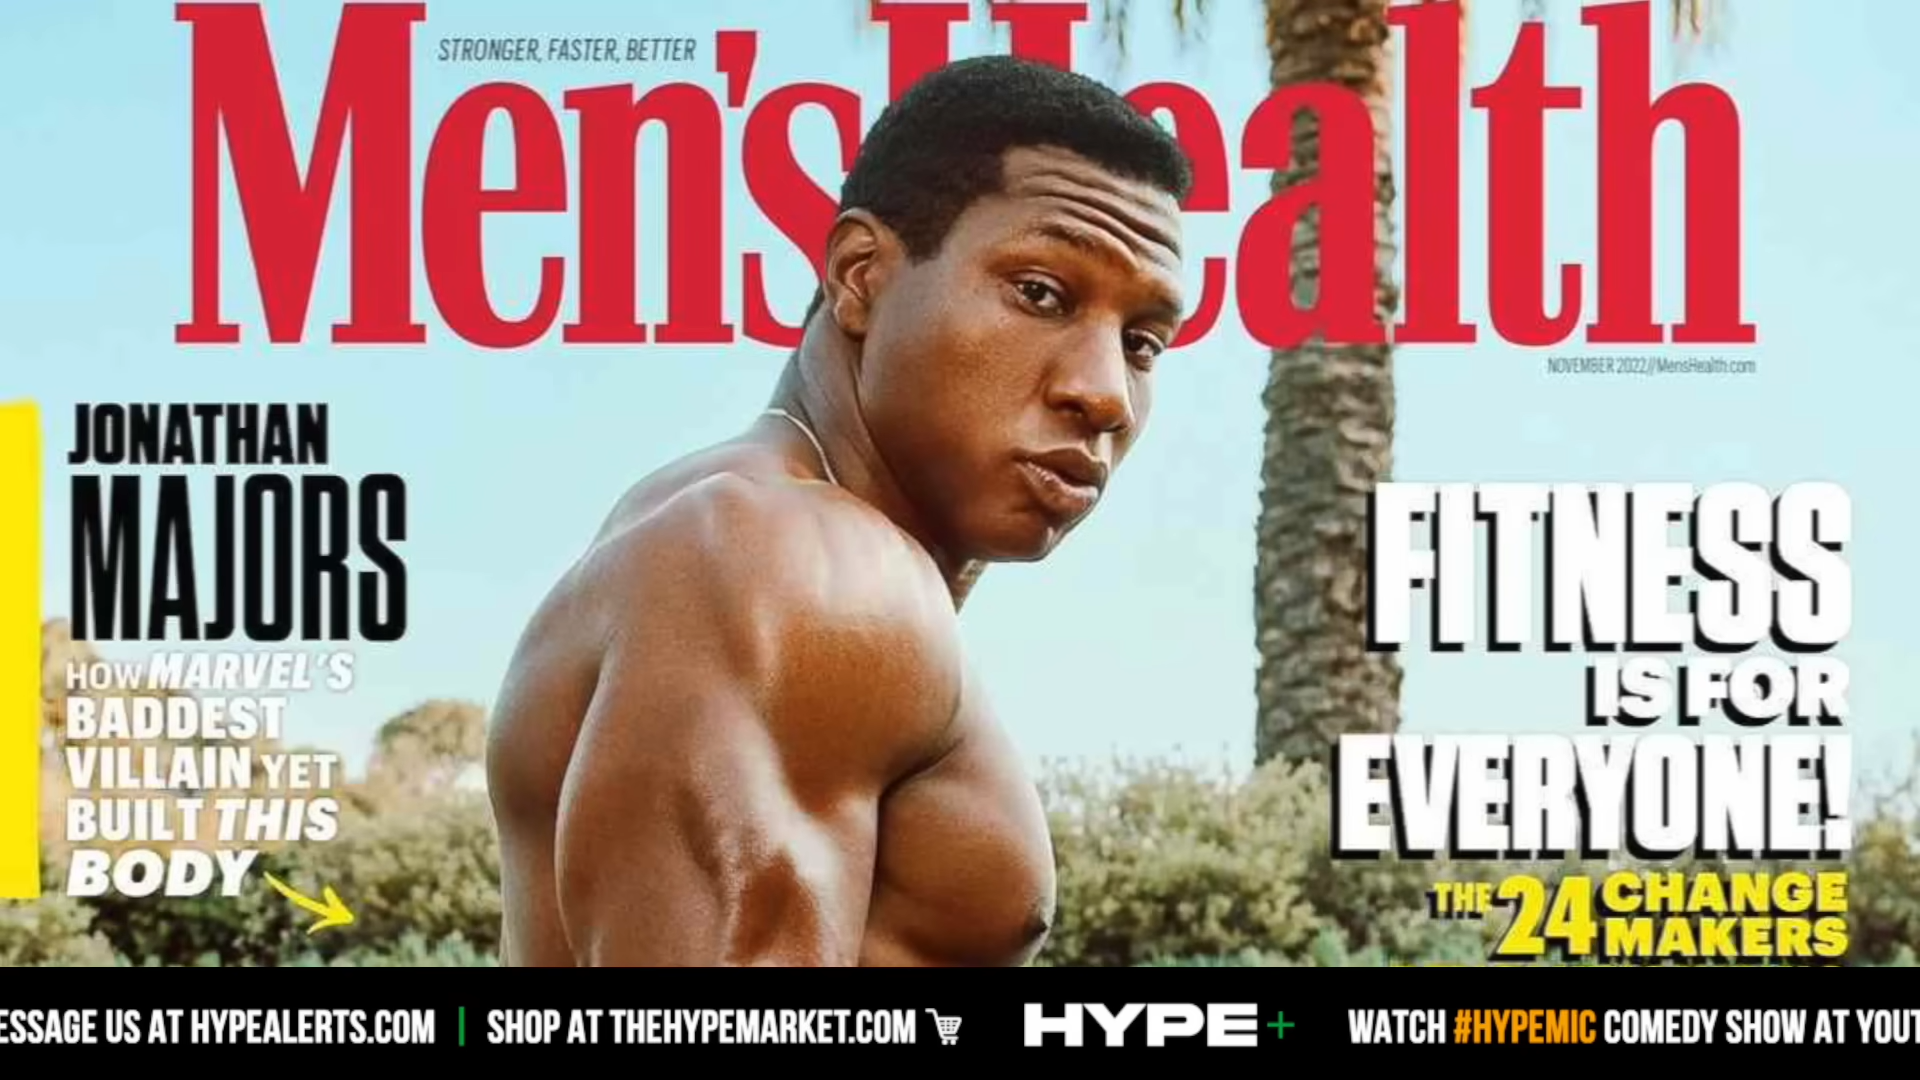 STRONGER, FASTER, BETTER
Men's Health
NOVEMBER 2022//MensHealth.com
JONATHAN
MAJORS
HOW MARVEL'S
BADDEST
VILLAIN YET
BUILT THIS
BODY
FITNESS
IS FOR
EVERYONE!
THE 24 CHANGE
MAKERS
ESSAGE US AT HYPEALERTS.COM | SHOP AT THEHYPEMARKET.COM HYPE+ WATCH #HYPEMIC COMEDY SHOW AT YOUT